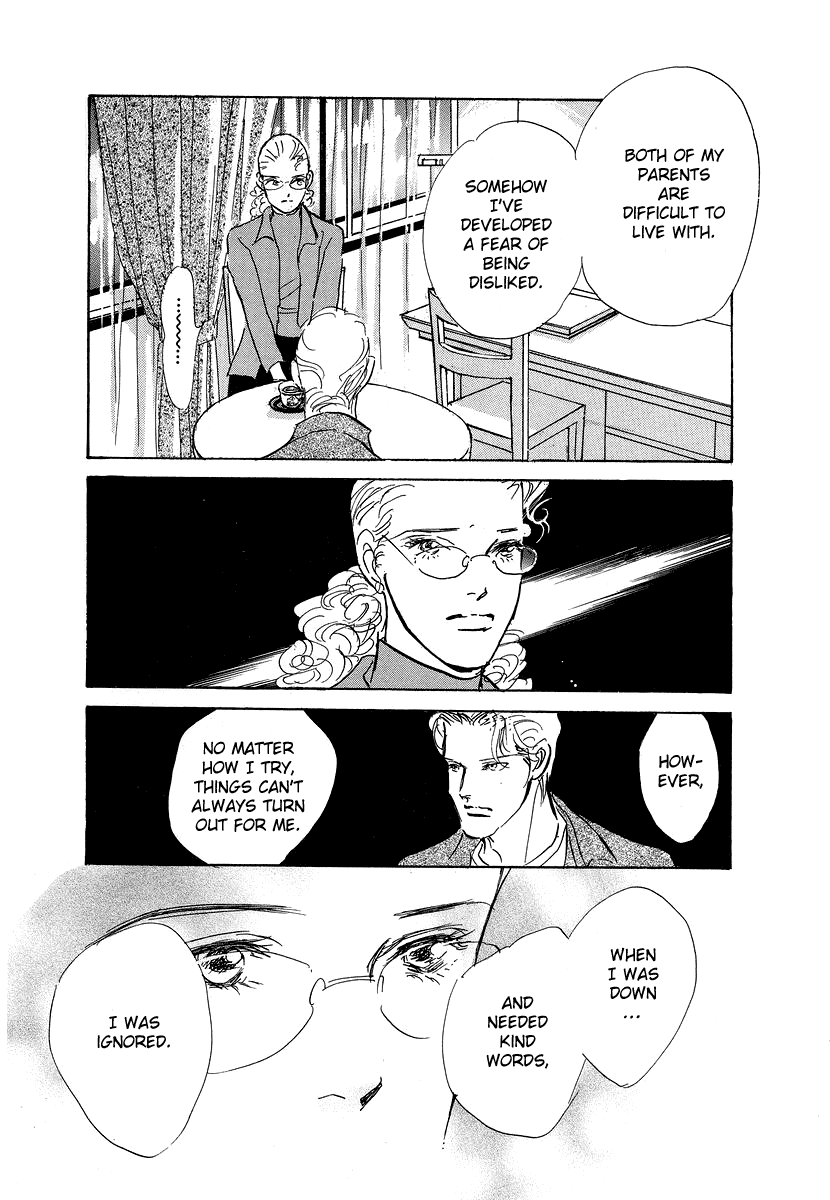 BOTH OF MY
PARENTS
ARE
DIFFICULT TO
LIVE WITH.
SOMEHOW
I'VE
DEVELOPED
A FEAR OF
BEING
DISLIKED.
..........
HOW-
EVER,
NO MATTER
HOW I TRY,
THINGS CAN'T
ALWAYS TURN
OUT FOR ME.
WHEN
I WAS
DOWN
...
AND
NEEDED
KIND
WORDS,
I WAS
IGNORED.